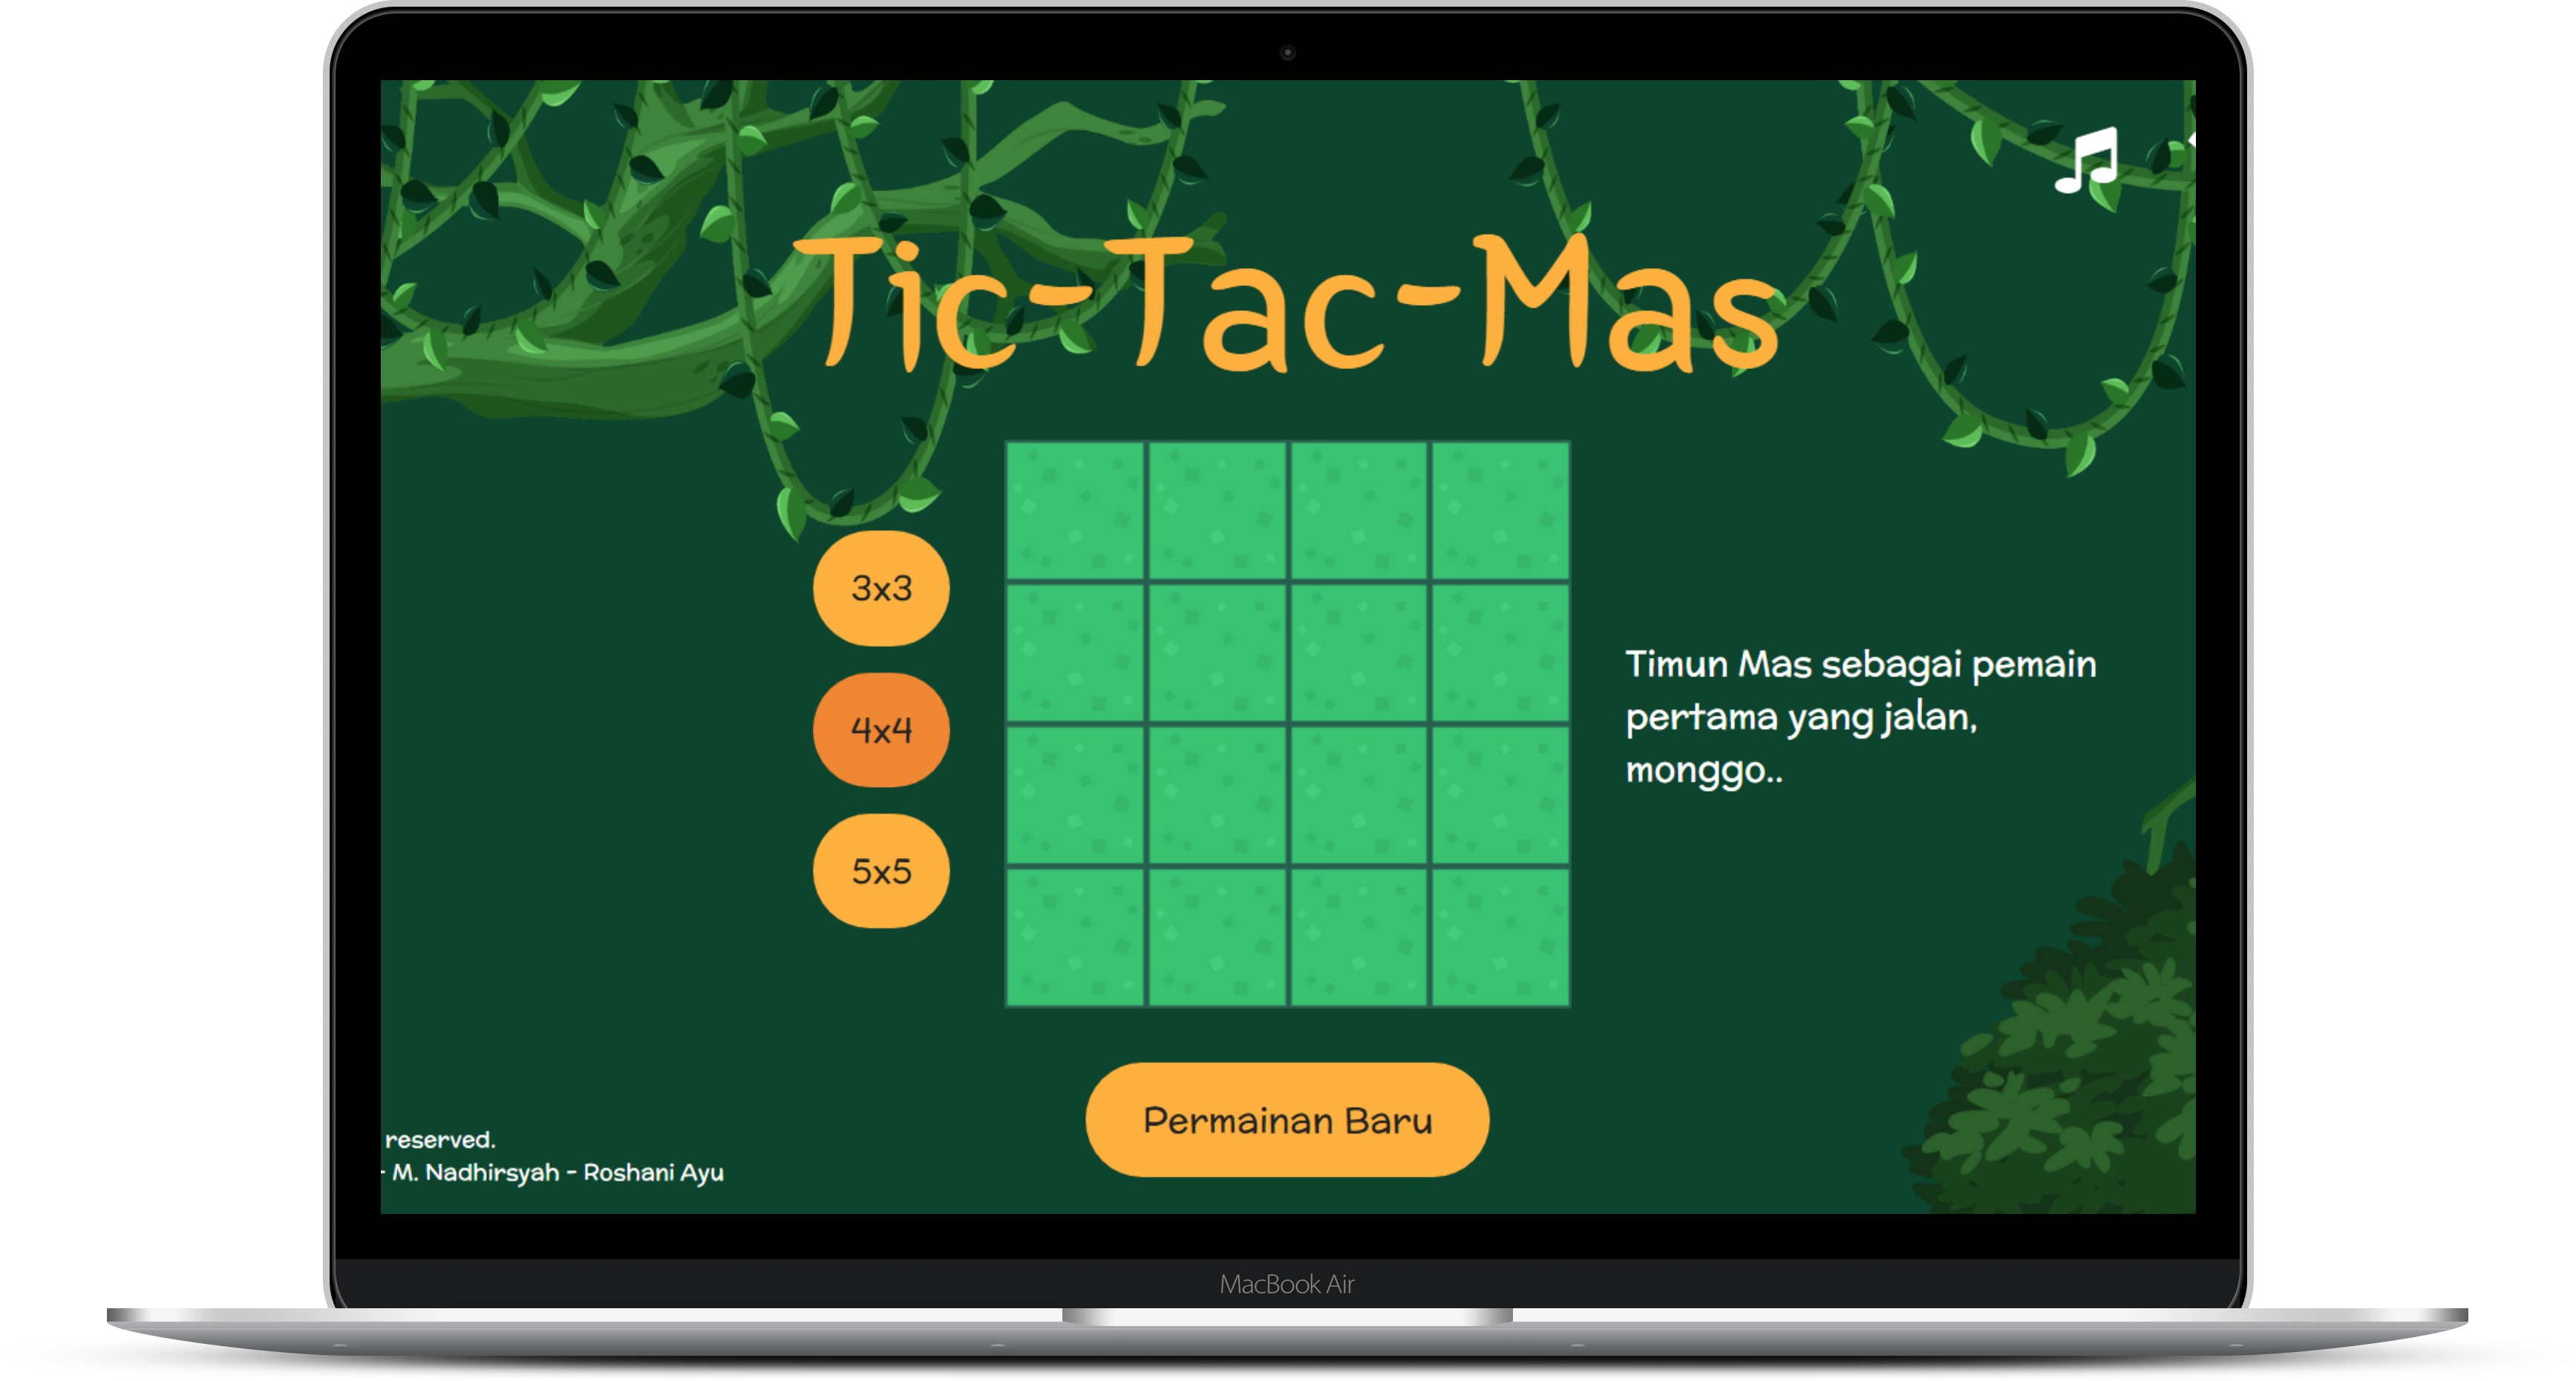 Tic-Tac-Mas
3x3
4x4
5x5
Timun Mas sebagai pemain
pertama yang jalan,
monggo..
Permainan Baru
reserved.
- M. Nadhirsyah - Roshani Ayu
MacBook Air